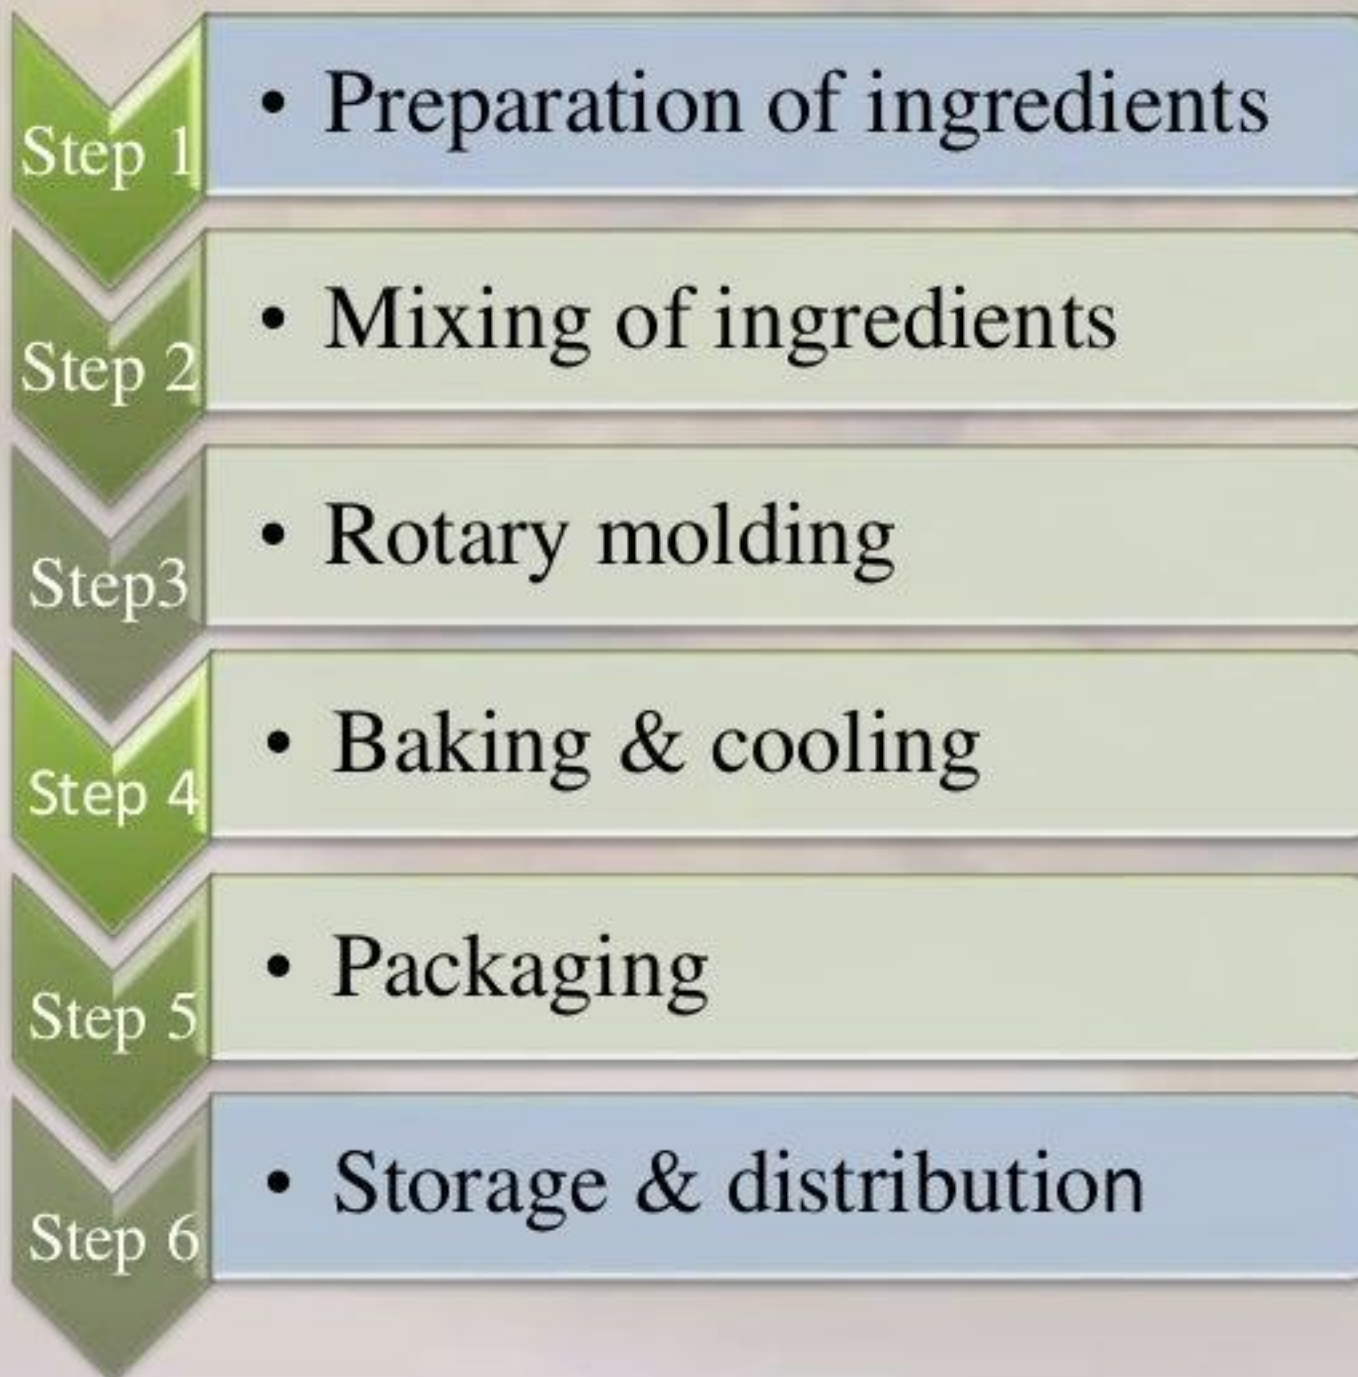 Step 1
• Preparation of ingredients
Step 2
• Mixing of ingredients
Step3
• Rotary molding
Step 4
• Baking & cooling
Step 5
• Packaging
Step 6
• Storage & distribution